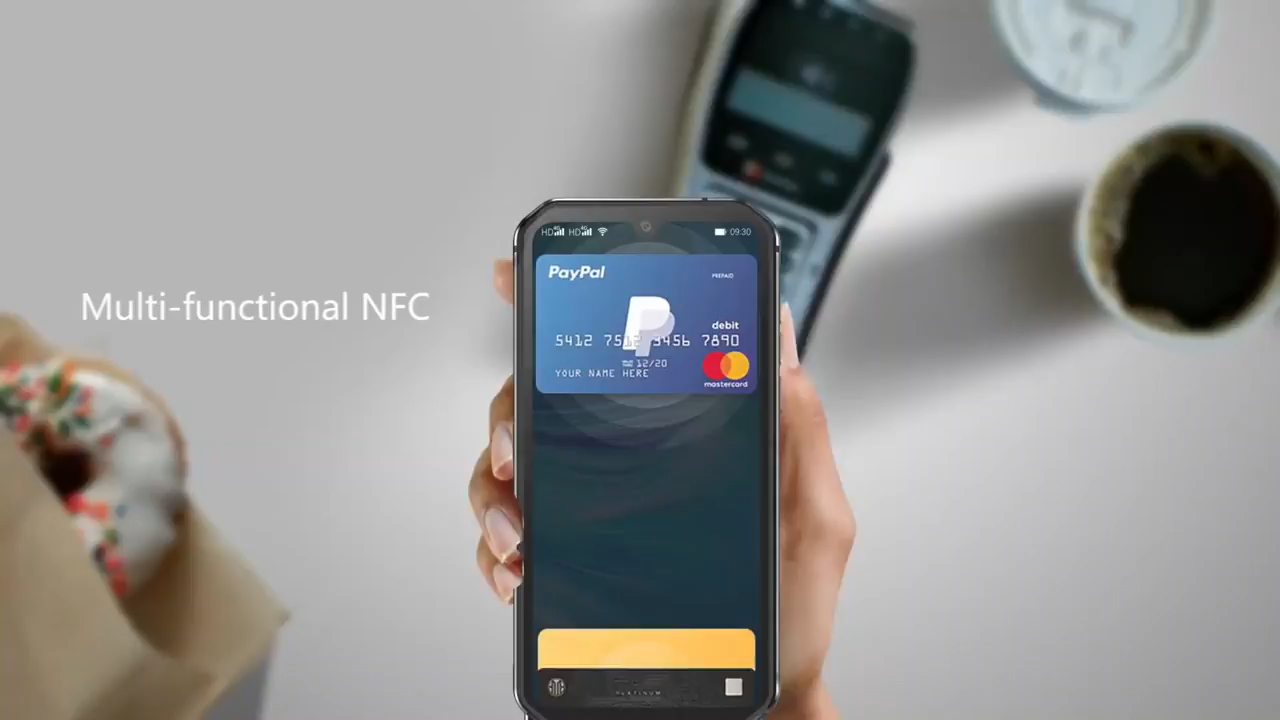 HD HD 09:30
PayPal PREPAID
Multi-functional NFC
debit
5412 7512 3456 7890
12/20
YOUR NAME HERE
mastercard
PLATINUM